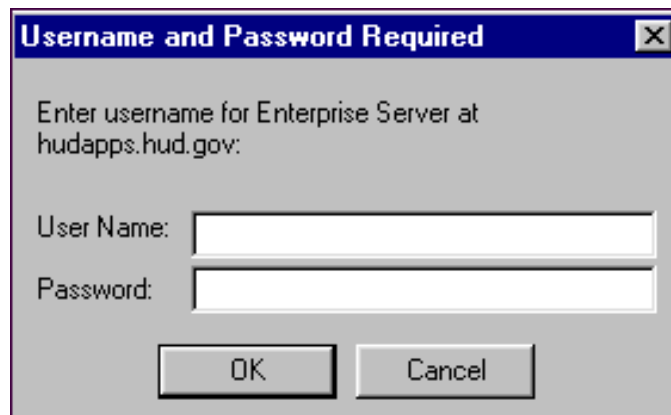 Username and Password Required
Enter username for Enterprise Server at
hudapps.hud.gov:
User Name:
Password:
OK Cancel